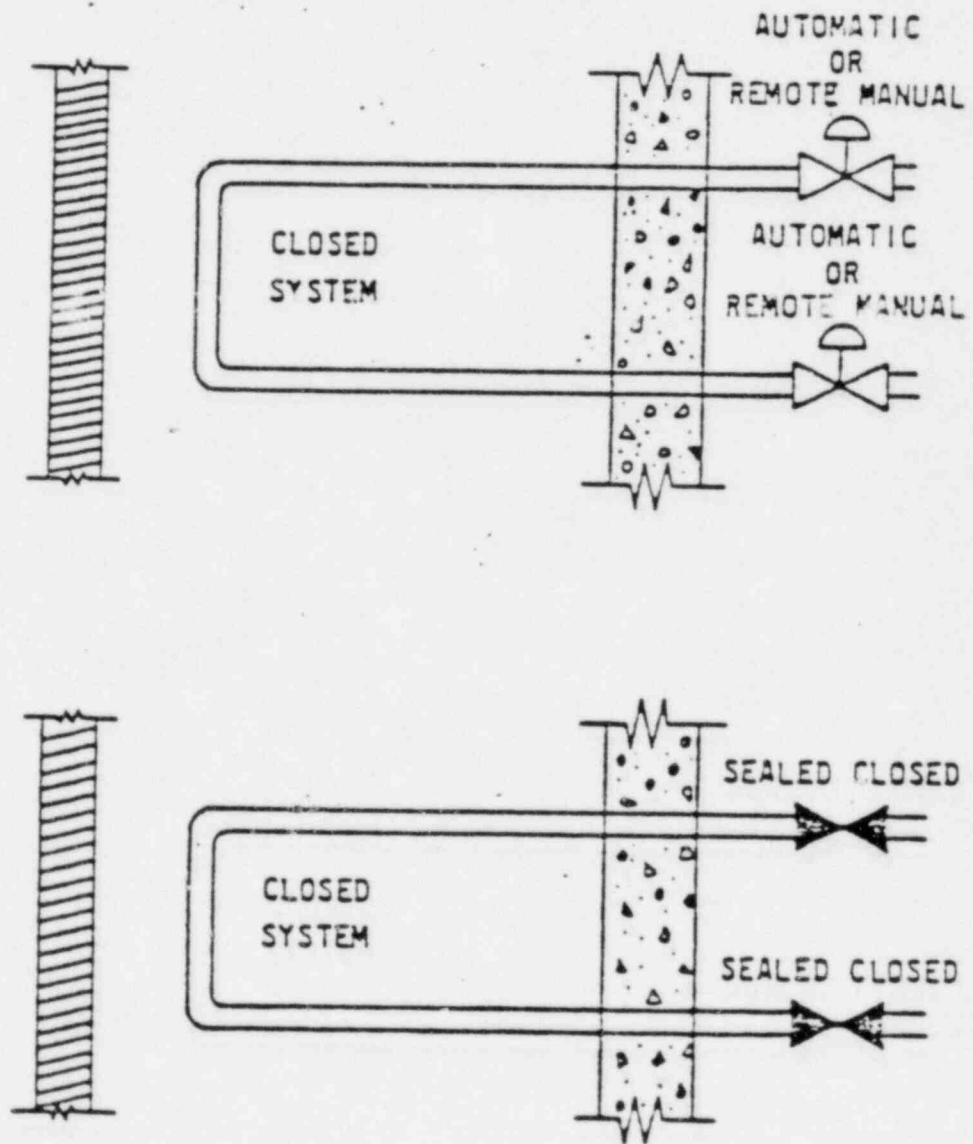 AUTOMATIC
OR
REMOTE MANUAL
CLOSED
SYSTEM
AUTOMATIC
OR
REMOTE MANUAL
SEALED CLOSED
CLOSED
SYSTEM
SEALED CLOSED